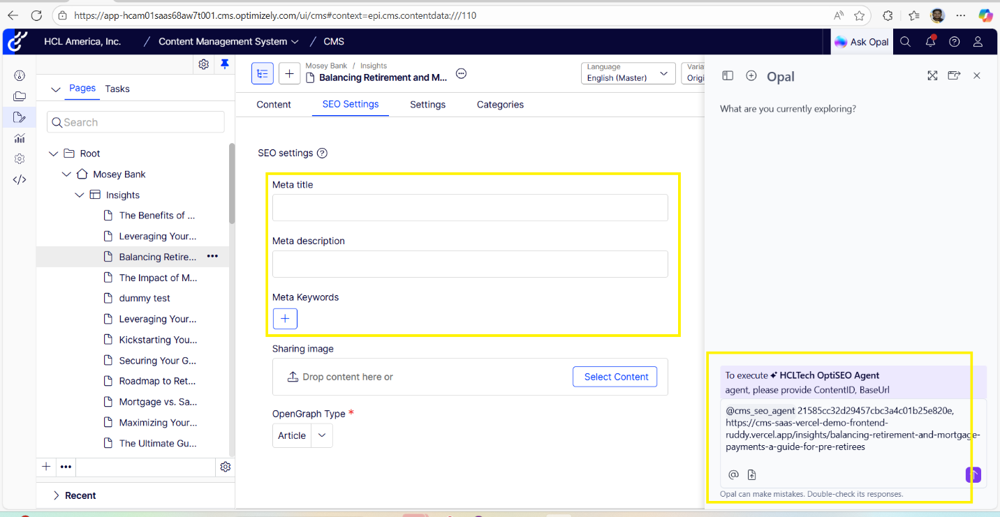 https://app-hcam01saas68aw7t001.cms.optimizely.com/ui/cms#context=epi.cms.contentdata:///110
HCL America, Inc. / Content Management System / CMS
Ask Opal
Pages
Tasks
Search
Root
Mosey Bank
Insights
The Benefits of ...
Leveraging Your...
Balancing Retire...
The Impact of M...
dummy test
Leveraging Your...
Kickstarting You...
Securing Your G...
Roadmap to Ret...
Mortgage vs. Sa...
Maximizing Your...
The Ultimate Gu...
Recent
Mosey Bank / Insights
Balancing Retirement and M...
Language
English (Master)
Varia
Origi
Content
SEO Settings
Settings
Categories
SEO settings
Meta title
Meta description
Meta Keywords
Sharing image
Drop content here or
Select Content
OpenGraph Type *
Article
Opal
What are you currently exploring?
To execute HCLTech OptiSEO Agent
agent, please provide ContentID, BaseUrl
@cms_seo_agent 21585cc32d29457cbc3a4c01b25e820e,
https://cms-saas-vercel-demo-frontend-
ruddy.vercel.app/insights/balancing-retirement-and-mortgage-
payments-a-guide-for-pre-retirees
Opal can make mistakes. Double-check its responses.